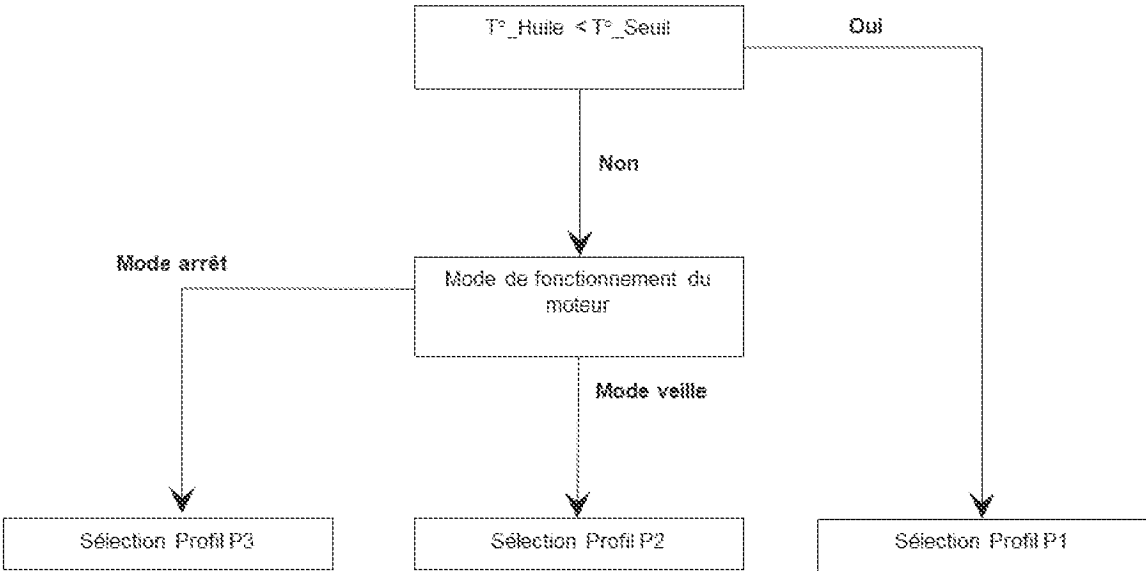 T°_Huile < T°_Seuil
Oui
Non
Mode arrêt
Mode de fonctionnement du
moteur
Mode veille
Sélection Profil P3
Sélection Profil P2
Sélection Profil P1